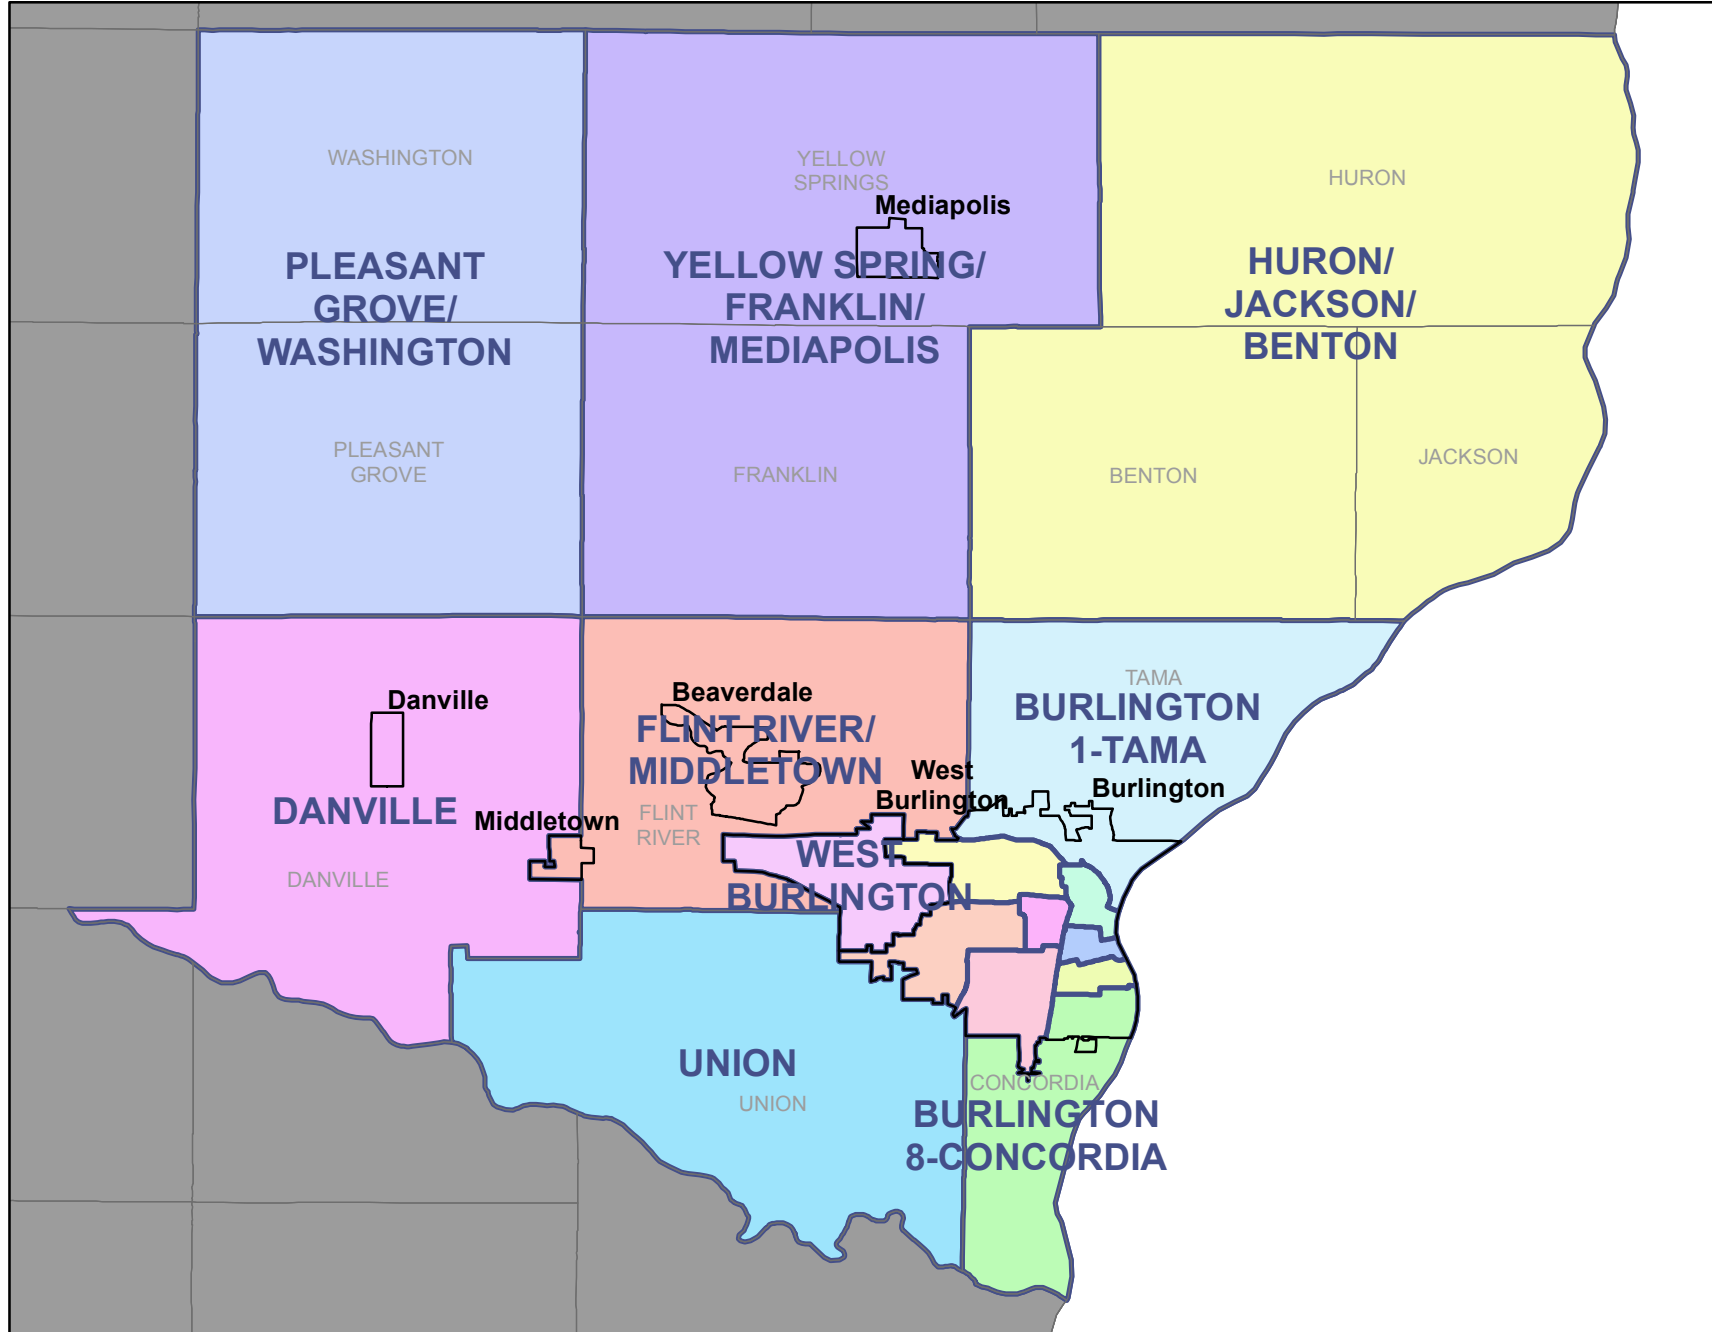 WASHINGTON
YELLOW
SPRINGS
HURON
Mediapolis
PLEASANT
GROVE/
WASHINGTON
YELLOW SPRING/
FRANKLIN/
MEDIAPOLIS
HURON/
JACKSON/
BENTON
PLEASANT
GROVE
FRANKLIN
BENTON
JACKSON
Danville
Beaverdale
TAMA
BURLINGTON
1-TAMA
FLINT RIVER/
MIDDLETOWN
West
Burlington
Burlington
DANVILLE
Middletown
FLINT
RIVER
WEST
BURLINGTON
DANVILLE
UNION
UNION
CONCORDIA
BURLINGTON
8-CONCORDIA